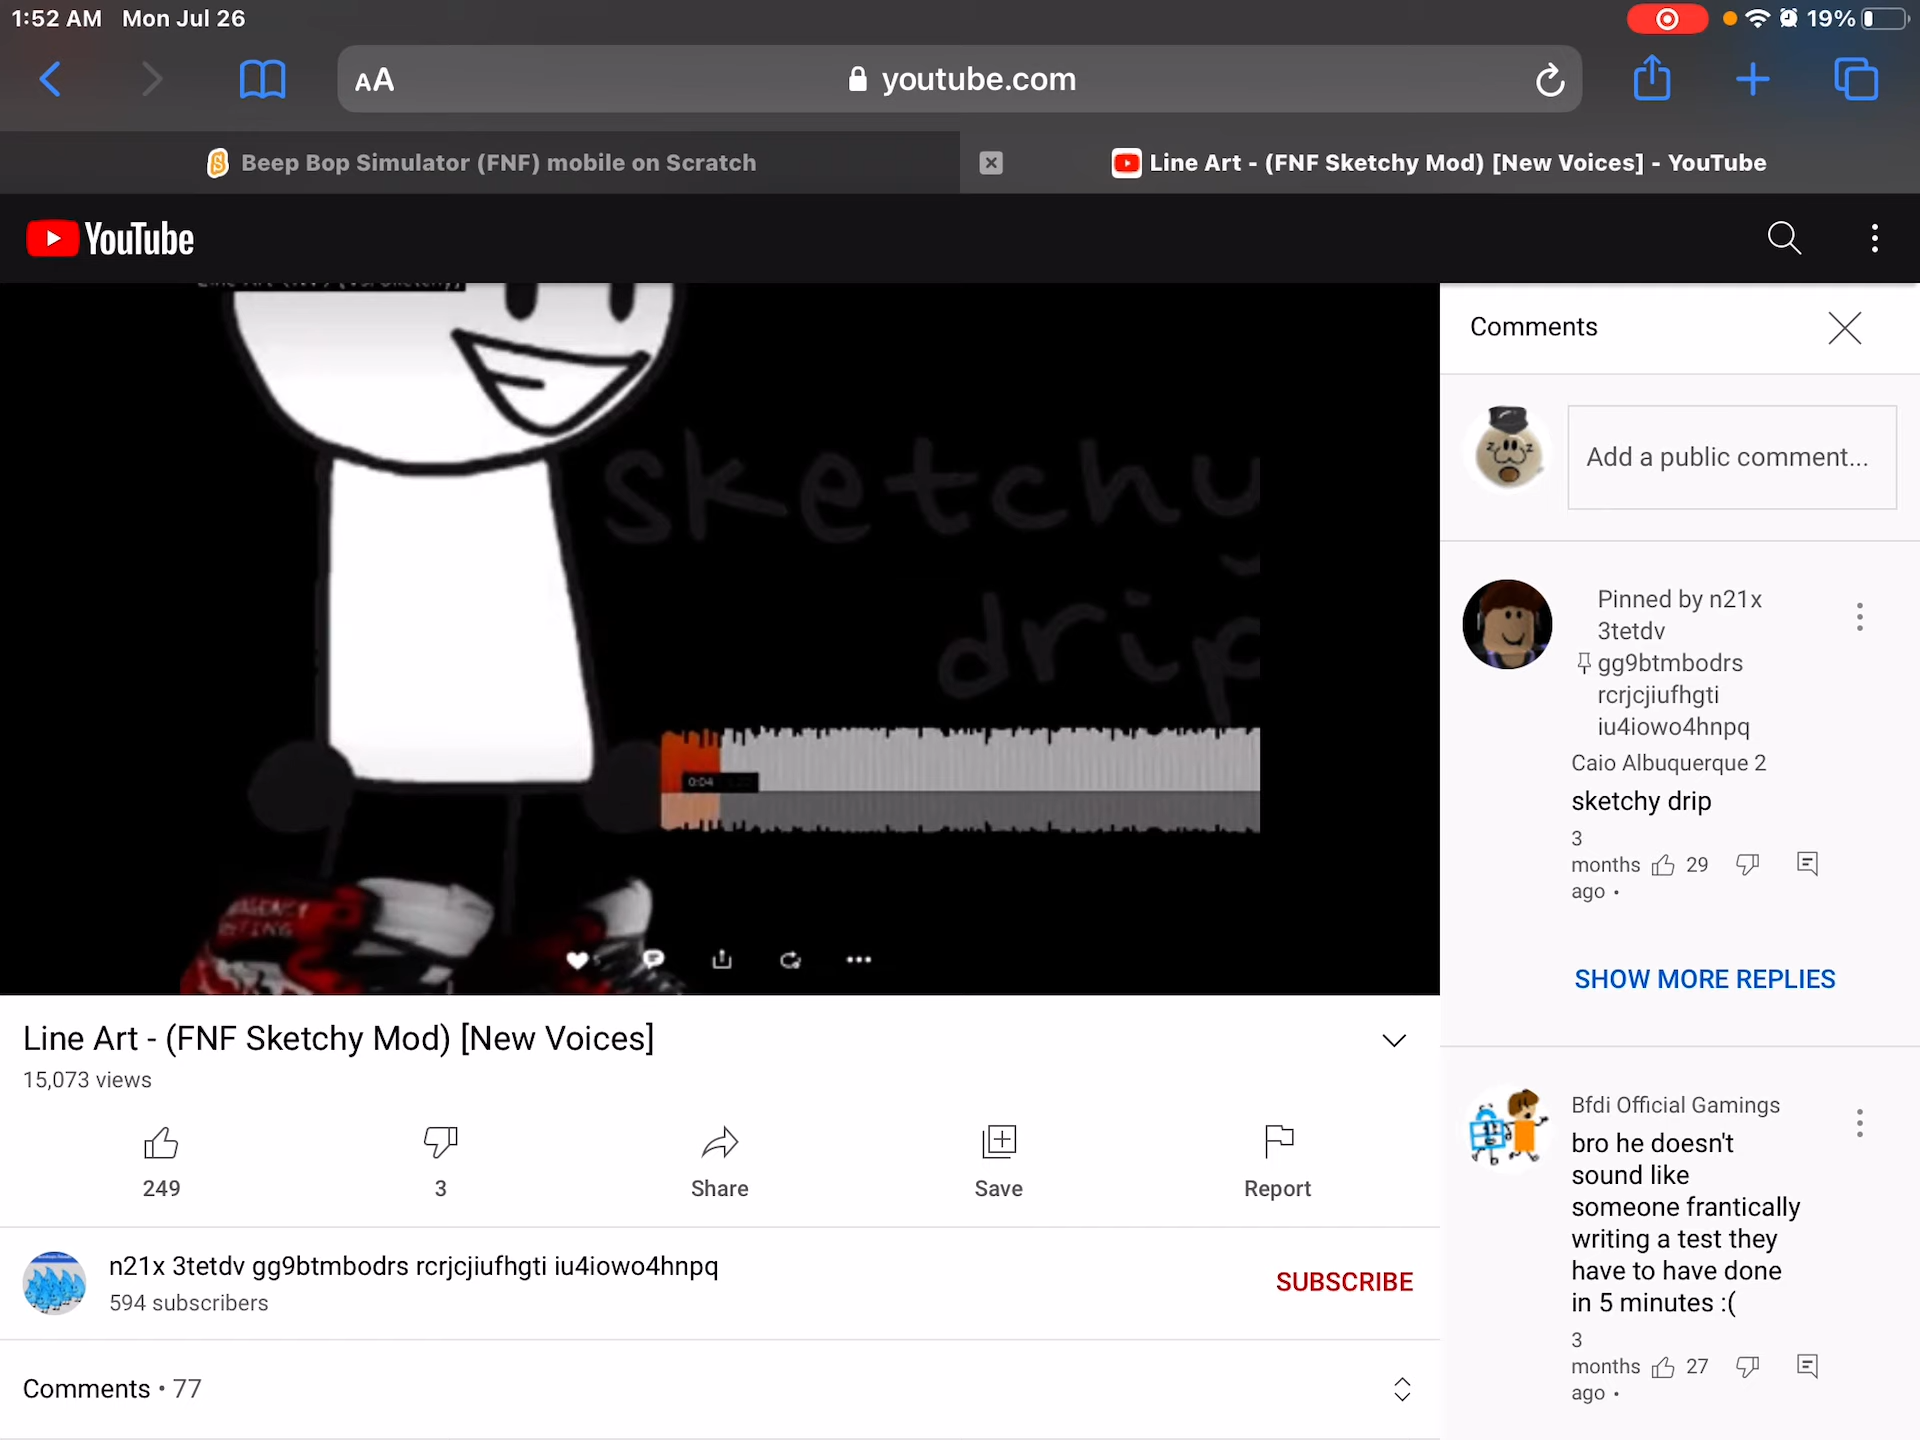 1:52 AM Mon Jul 26
19%
AA
youtube.com
Beep Bop Simulator (FNF) mobile on Scratch
Line Art - (FNF Sketchy Mod) [New Voices] - YouTube
YouTube
sketchy
drip
0:04
Line Art - (FNF Sketchy Mod) [New Voices]
15,073 views
249
3
Share
Save
Report
n21x 3tetdv gg9btmbodrs rcrjcjiufhgti iu4iowo4hnpq
594 subscribers
SUBSCRIBE
Comments • 77
Comments
Add a public comment...
Pinned by n21x
3tetdv
gg9btmbodrs
rcrjcjiufhgti
iu4iowo4hnpq
Caio Albuquerque 2
sketchy drip
3
months 29
ago •
SHOW MORE REPLIES
Bfdi Official Gamings
bro he doesn't
sound like
someone frantically
writing a test they
have to have done
in 5 minutes :(
3
months 27
ago •